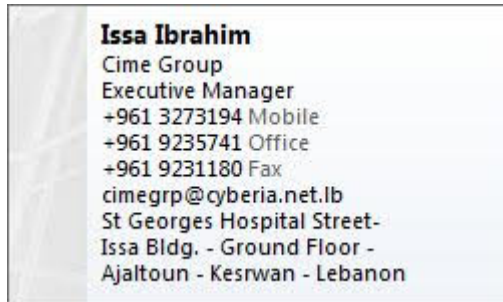 Issa Ibrahim
Cime Group
Executive Manager
+961 3273194 Mobile
+961 9235741 Office
+961 9231180 Fax
cimegrp@cyberia.net.lb
St Georges Hospital Street-
Issa Bldg. - Ground Floor -
Ajaltoun - Kesrwan - Lebanon